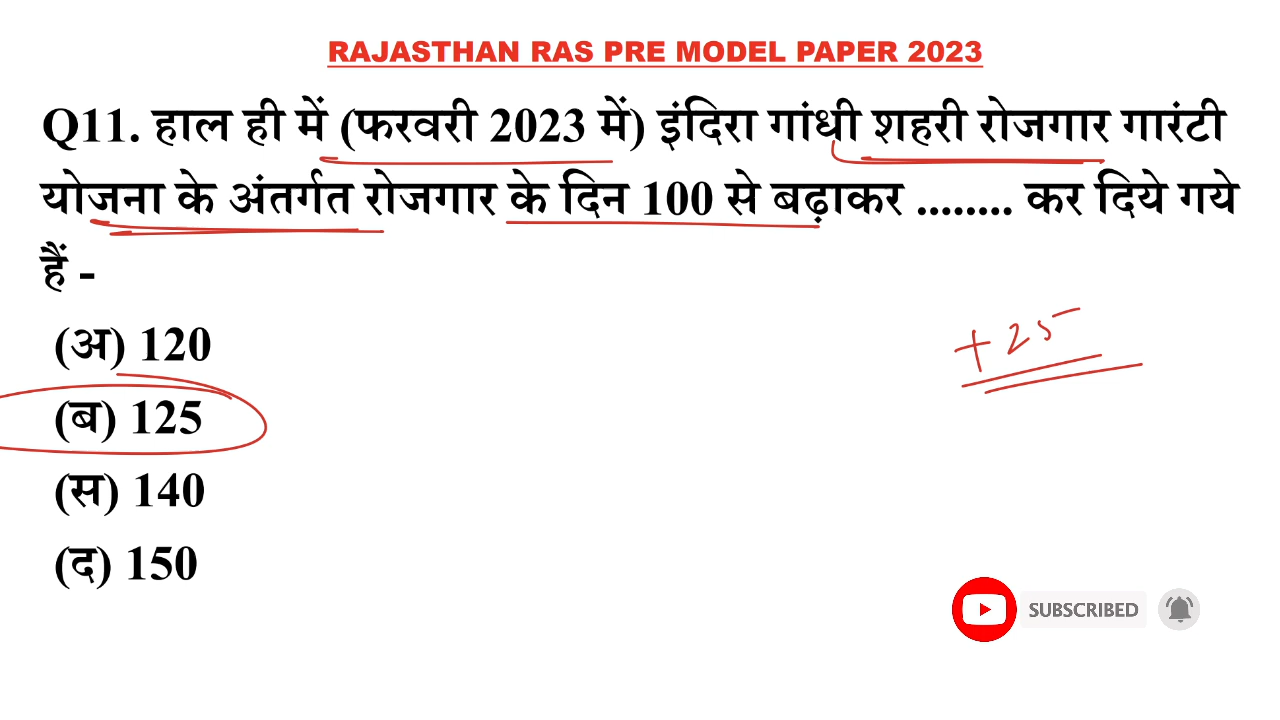 RAJASTHAN RAS PRE MODEL PAPER 2023
Q11. हाल ही में (फरवरी 2023 में) इंदिरा गांधी शहरी रोजगार गारंटी
योजना के अंतर्गत रोजगार के दिन 100 से बढ़ाकर ........ कर दिये गये
हैं -
(अ) 120
+25
(ब) 125
(स) 140
(द) 150
SUBSCRIBED